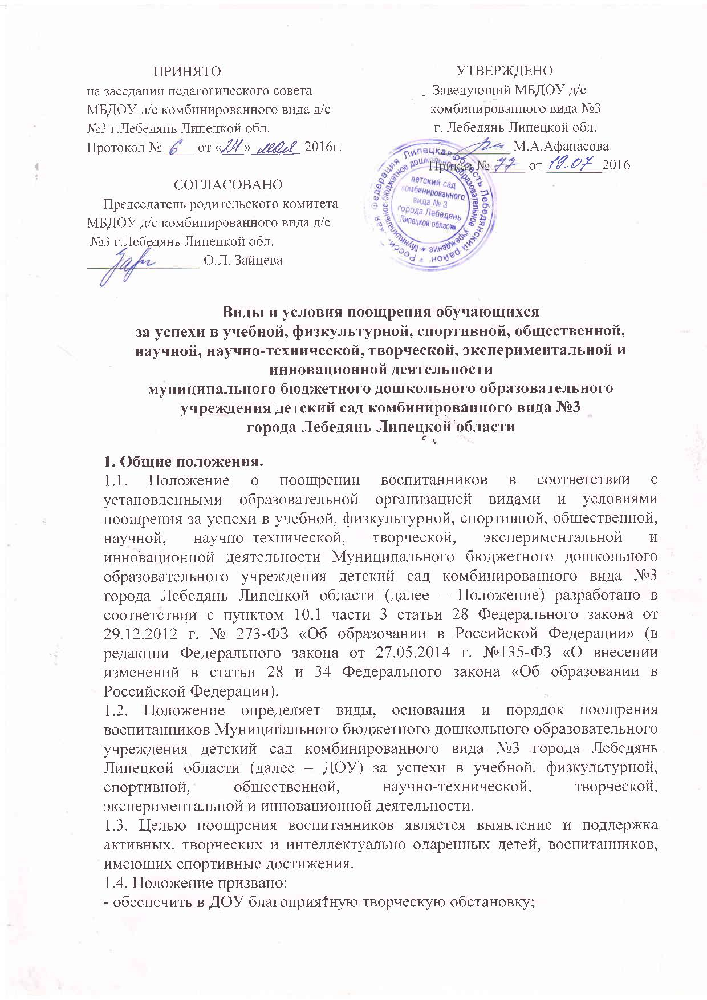 ПРИНЯТО
на заседании педагогического совета
МБДОУ д/с комбинированного вида д/с
№3 г.Лебедянь Липецкой обл.
Протокол № 6 от «24» мая 2016г.
СОГЛАСОВАНО
Председатель родительского комитета
МБДОУ д/с комбинированного вида д/с
№3 г.Лебедянь Липецкой обл.
О.Л. Зайцева
УТВЕРЖДЕНО
Заведующий МБДОУ д/с
комбинированного вида №3
г. Лебедянь Липецкой обл.
М.А.Афанасова
Приказ № 77 от 19.07 2016
Российская Федерация Липецкая область Лебедянский район *
Муниципальное бюджетное дошкольное образовательное учреждение *
детский сад
комбинированного
вида № 3
города Лебедянь
Липецкой области
Виды и условия поощрения обучающихся
за успехи в учебной, физкультурной, спортивной, общественной,
научной, научно-технической, творческой, экспериментальной и
инновационной деятельности
муниципального бюджетного дошкольного образовательного
учреждения детский сад комбинированного вида №3
города Лебедянь Липецкой области
1. Общие положения.
1.1. Положение о поощрении воспитанников в соответствии с
установленными образовательной организацией видами и условиями
поощрения за успехи в учебной, физкультурной, спортивной, общественной,
научной, научно–технической, творческой, экспериментальной и
инновационной деятельности Муниципального бюджетного дошкольного
образовательного учреждения детский сад комбинированного вида №3
города Лебедянь Липецкой области (далее – Положение) разработано в
соответствии с пунктом 10.1 части 3 статьи 28 Федерального закона от
29.12.2012 г. № 273-ФЗ «Об образовании в Российской Федерации» (в
редакции Федерального закона от 27.05.2014 г. №135-ФЗ «О внесении
изменений в статьи 28 и 34 Федерального закона «Об образовании в
Российской Федерации).
1.2. Положение определяет виды, основания и порядок поощрения
воспитанников Муниципального бюджетного дошкольного образовательного
учреждения детский сад комбинированного вида №3 города Лебедянь
Липецкой области (далее – ДОУ) за успехи в учебной, физкультурной,
спортивной, общественной, научно-технической, творческой,
экспериментальной и инновационной деятельности.
1.3. Целью поощрения воспитанников является выявление и поддержка
активных, творческих и интеллектуально одаренных детей, воспитанников,
имеющих спортивные достижения.
1.4. Положение призвано:
- обеспечить в ДОУ благоприятную творческую обстановку;